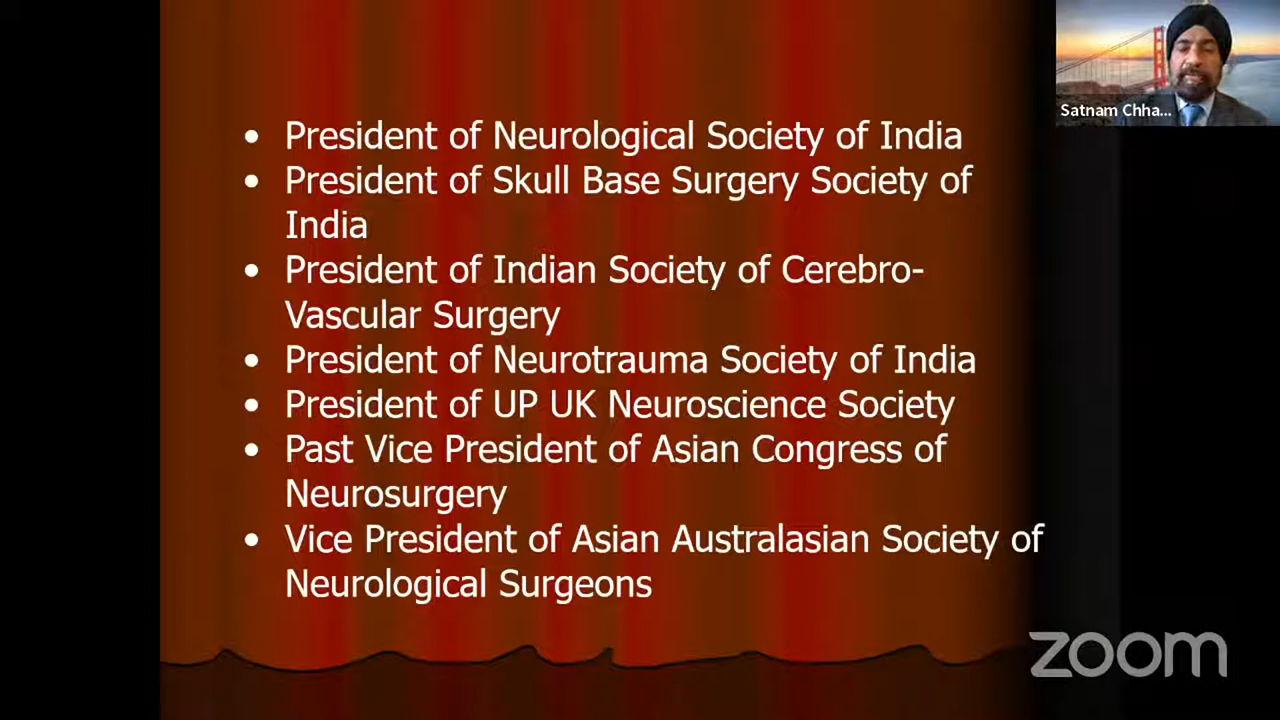 • President of Neurological Society of India
• President of Skull Base Surgery Society of
India
• President of Indian Society of Cerebro-
Vascular Surgery
• President of Neurotrauma Society of India
• President of UP UK Neuroscience Society
• Past Vice President of Asian Congress of
Neurosurgery
• Vice President of Asian Australasian Society of
Neurological Surgeons
Satnam Chha...
zoom